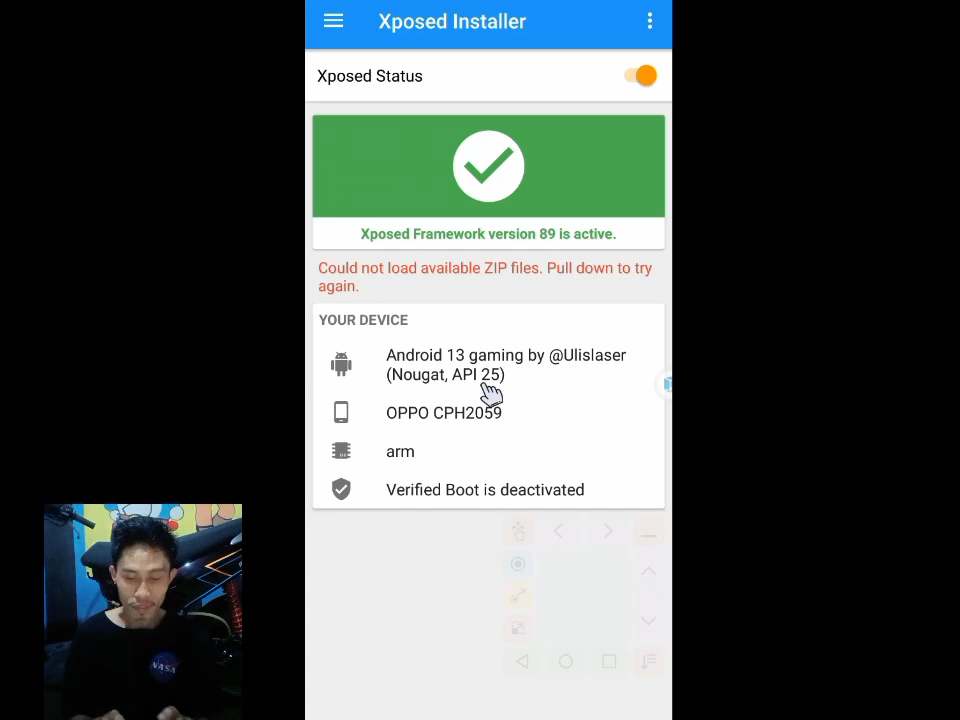 Xposed Installer
Xposed Status
Xposed Framework version 89 is active.
Could not load available ZIP files. Pull down to try
again.
YOUR DEVICE
Android 13 gaming by @Ulislaser
(Nougat, API 25)
OPPO CPH2059
arm
Verified Boot is deactivated
NASA